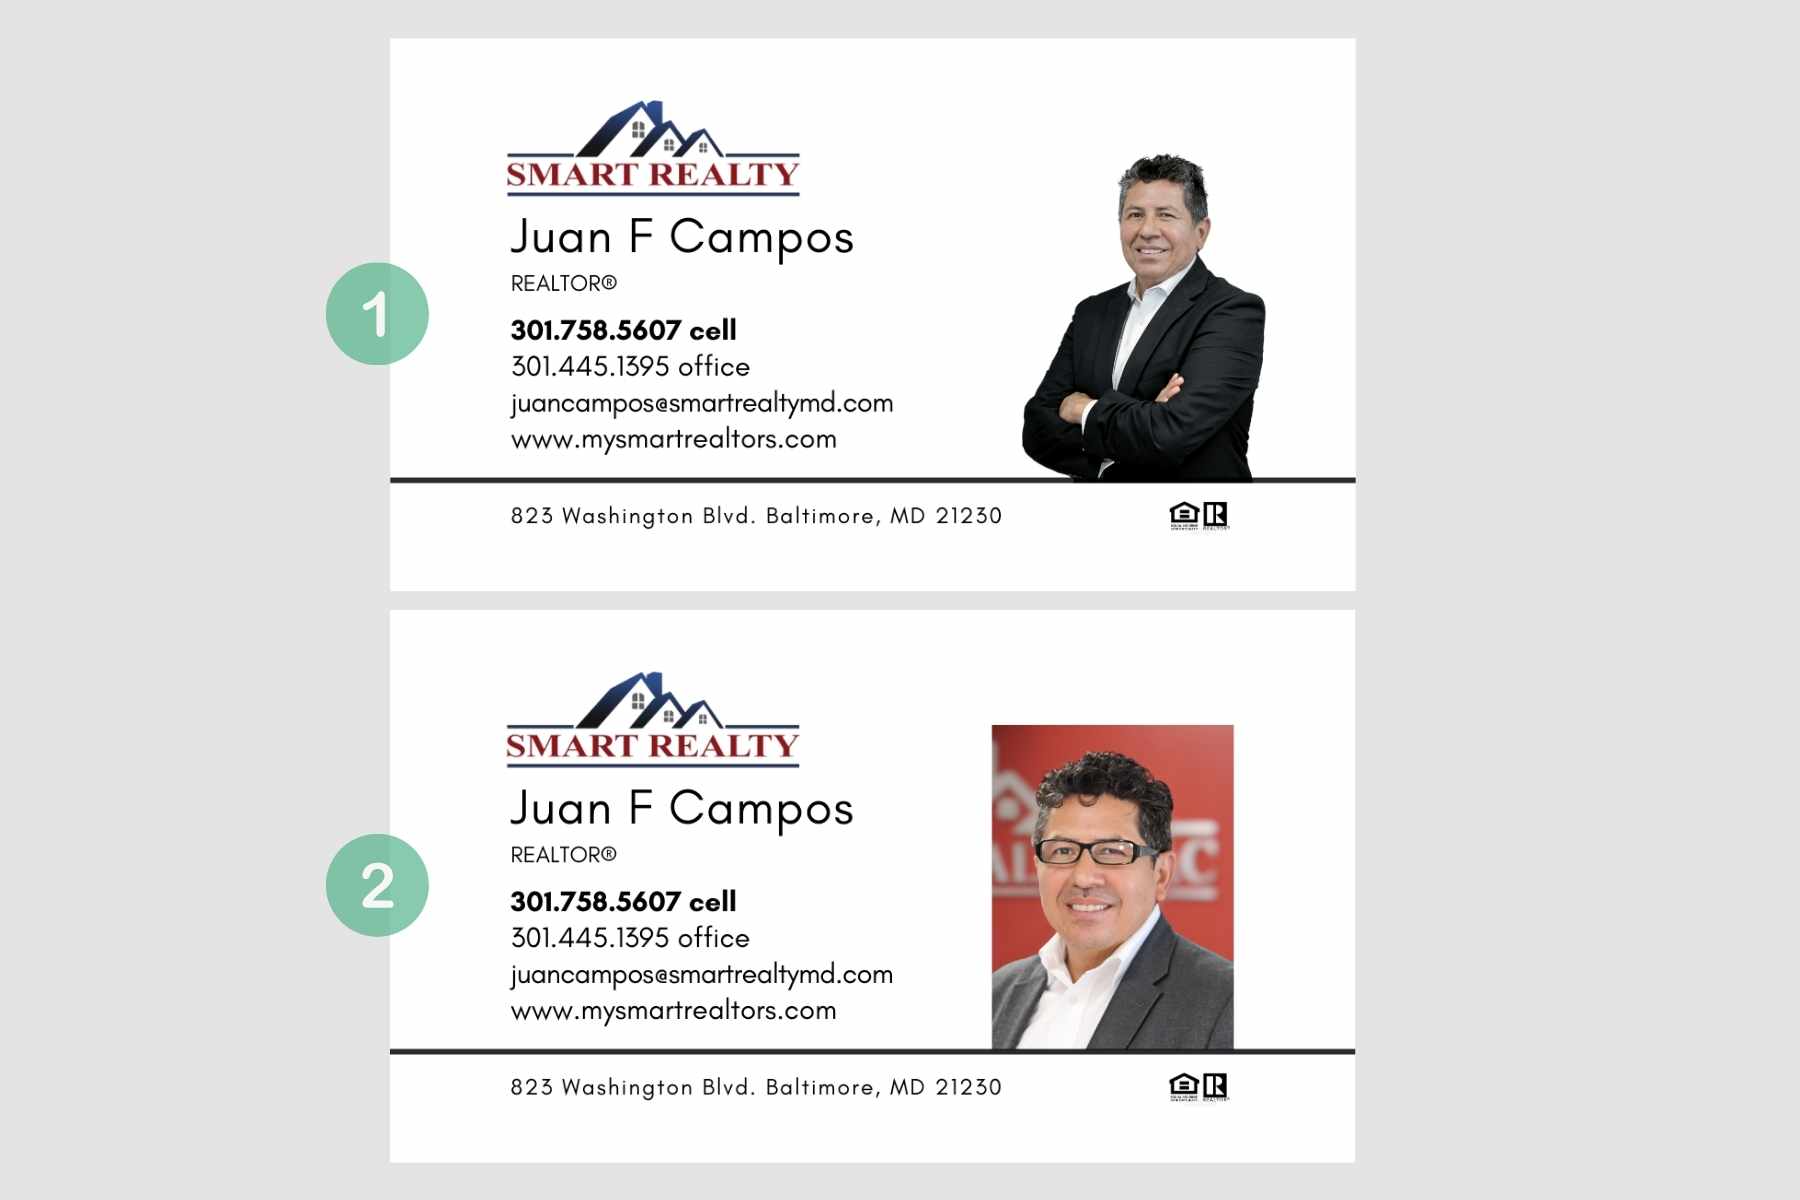 SMART REALTY
Juan F Campos
REALTOR®
301.758.5607 cell
301.445.1395 office
juancampos@smartrealtymd.com
www.mysmartrealtors.com
823 Washington Blvd. Baltimore, MD 21230
1
SMART REALTY
Juan F Campos
REALTOR®
301.758.5607 cell
301.445.1395 office
juancampos@smartrealtymd.com
www.mysmartrealtors.com
823 Washington Blvd. Baltimore, MD 21230
2